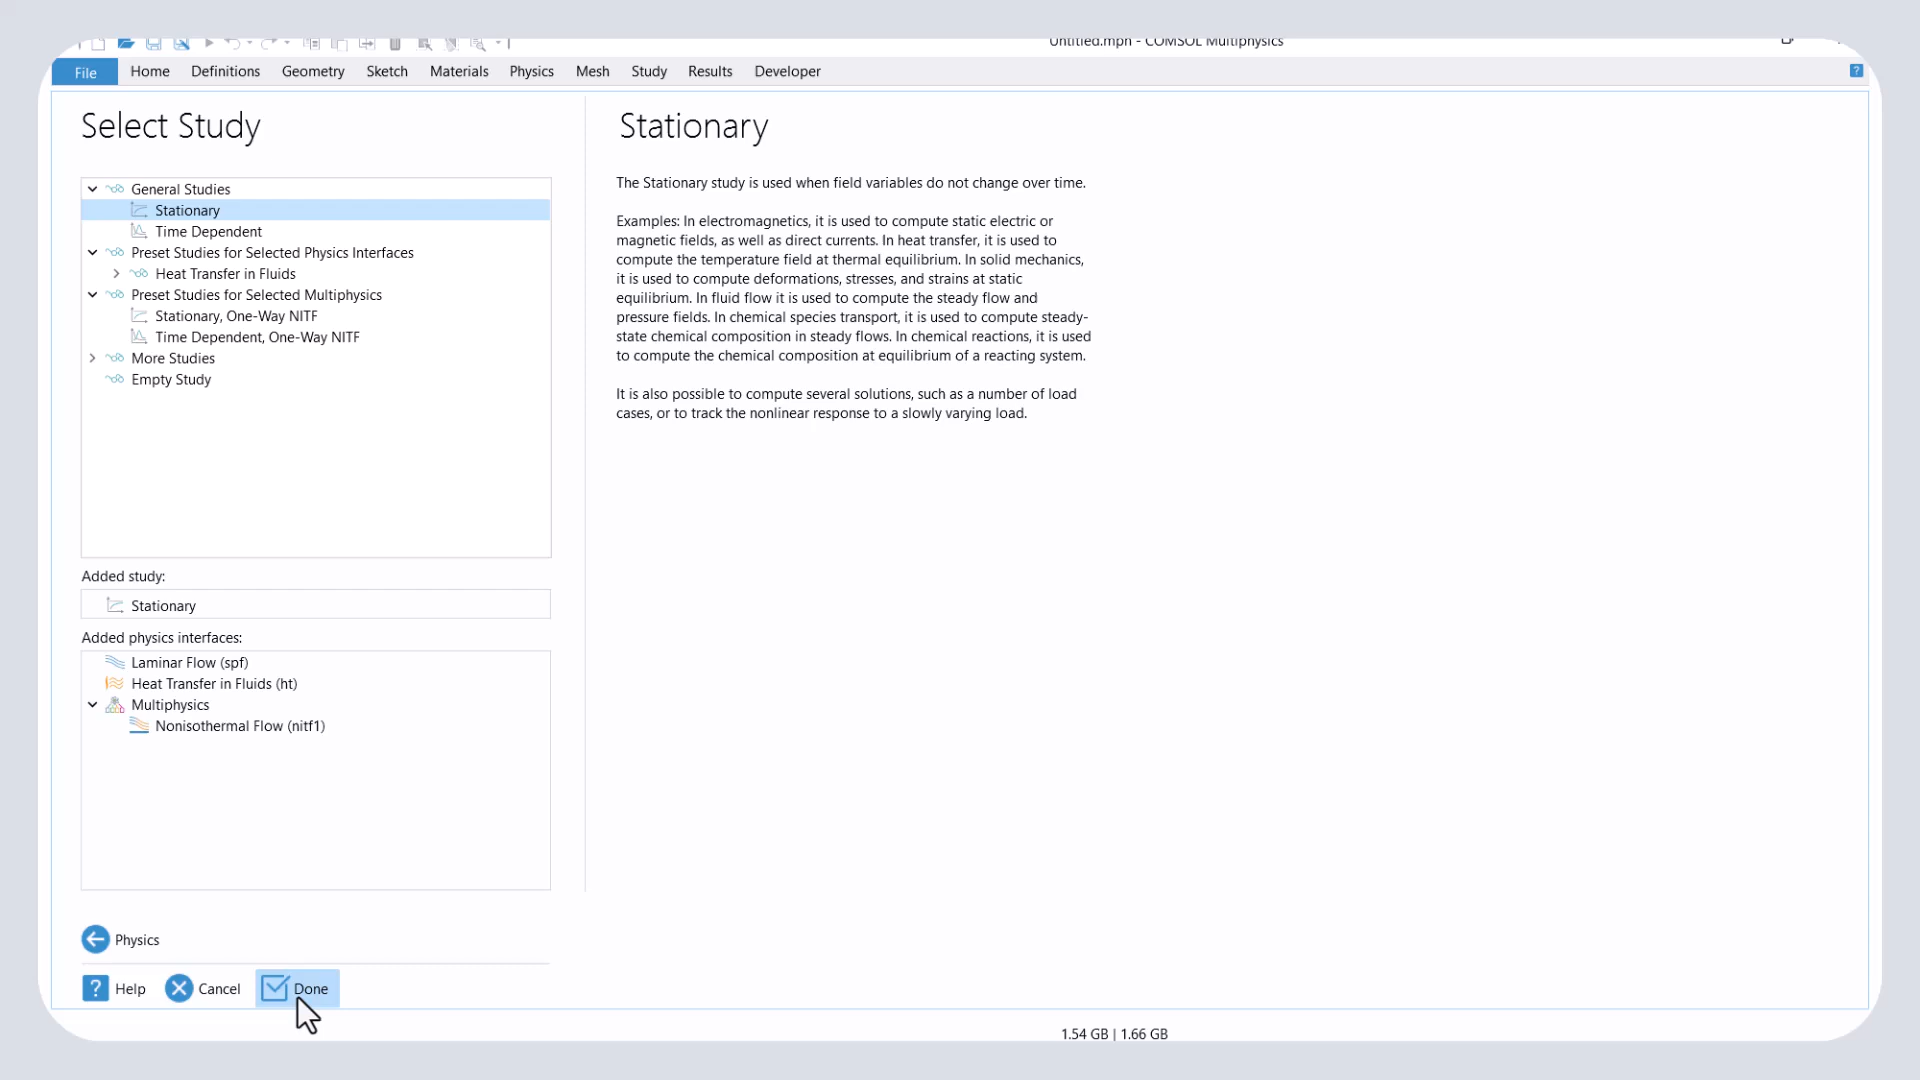 Untitled.mph - COMSOL Multiphysics
File Home Definitions Geometry Sketch Materials Physics Mesh Study Results Developer ?
Select Study
General Studies
Stationary
Time Dependent
Preset Studies for Selected Physics Interfaces
Heat Transfer in Fluids
Preset Studies for Selected Multiphysics
Stationary, One-Way NITF
Time Dependent, One-Way NITF
More Studies
Empty Study
Added study:
Stationary
Added physics interfaces:
Laminar Flow (spf)
Heat Transfer in Fluids (ht)
Multiphysics
Nonisothermal Flow (nitf1)
Physics
? Help Cancel Done
Stationary
The Stationary study is used when field variables do not change over time.
Examples: In electromagnetics, it is used to compute static electric or
magnetic fields, as well as direct currents. In heat transfer, it is used to
compute the temperature field at thermal equilibrium. In solid mechanics,
it is used to compute deformations, stresses, and strains at static
equilibrium. In fluid flow it is used to compute the steady flow and
pressure fields. In chemical species transport, it is used to compute steady-
state chemical composition in steady flows. In chemical reactions, it is used
to compute the chemical composition at equilibrium of a reacting system.
It is also possible to compute several solutions, such as a number of load
cases, or to track the nonlinear response to a slowly varying load.
1.54 GB | 1.66 GB